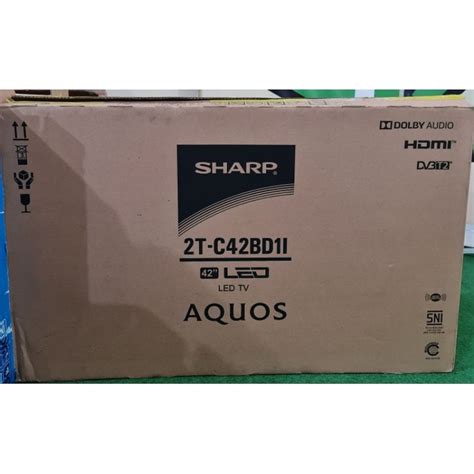 DOLBY AUDIO
HDMI
DVB T2
SHARP
2T-C42BD1I
42" LED
LED TV
AQUOS
SNI